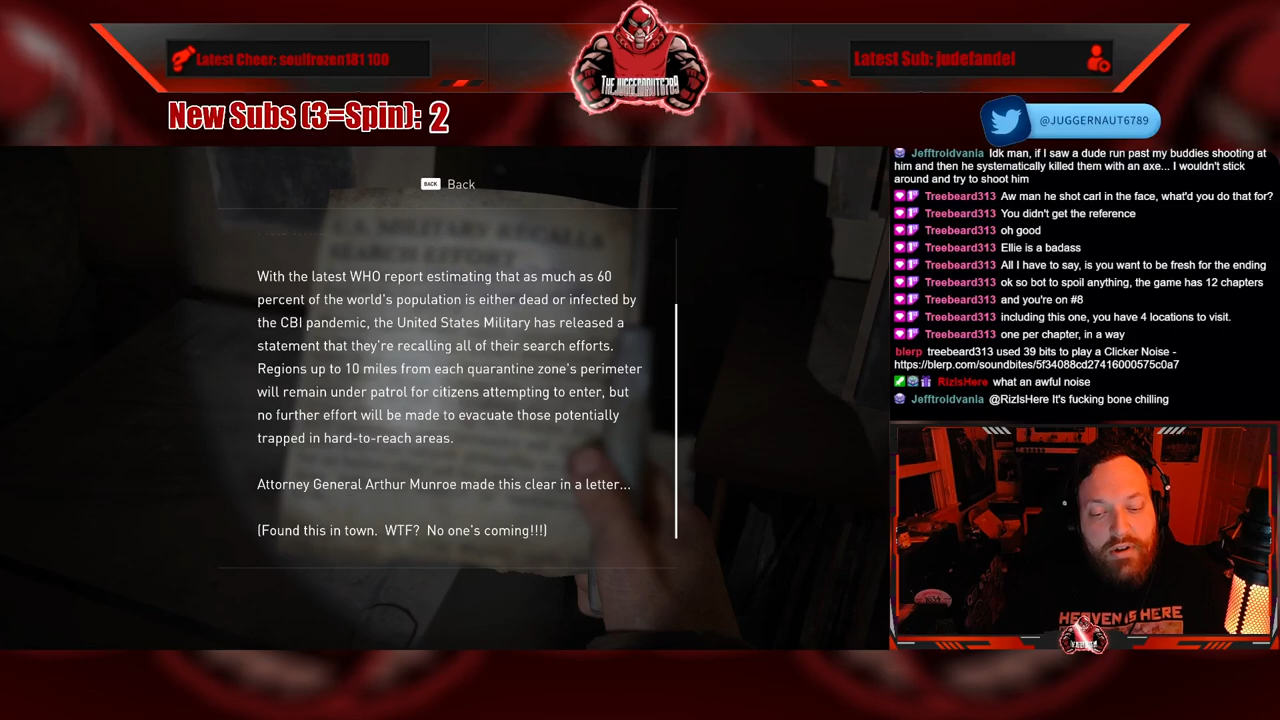 Latest Cheer: soulfrozen181 100
THEJUGGERNAUT6789
Latest Sub: judefandel
New Subs (3=Spin): 2
@JUGGERNAUT6789
BACK Back
U.S. MILITARY RECALLS
SEARCH EFFORT
With the latest WHO report estimating that as much as 60
percent of the world's population is either dead or infected by
the CBI pandemic, the United States Military has released a
statement that they're recalling all of their search efforts.
Regions up to 10 miles from each quarantine zone's perimeter
will remain under patrol for citizens attempting to enter, but
no further effort will be made to evacuate those potentially
trapped in hard-to-reach areas.
Attorney General Arthur Munroe made this clear in a letter...
(Found this in town. WTF? No one's coming!!!)
Jefftroldvania Idk man, if I saw a dude run past my buddies shooting at
him and then he systematically killed them with an axe... I wouldn't stick
around and try to shoot him
Treebeard313 Aw man he shot carl in the face, what'd you do that for?
Treebeard313 You didn't get the reference
Treebeard313 oh good
Treebeard313 Ellie is a badass
Treebeard313 All I have to say, is you want to be fresh for the ending
Treebeard313 ok so bot to spoil anything, the game has 12 chapters
Treebeard313 and you're on #8
Treebeard313 including this one, you have 4 locations to visit.
Treebeard313 one per chapter, in a way
blerp treebeard313 used 39 bits to play a Clicker Noise -
https://blerp.com/soundbites/5f34088cd27416000575c0a7
RizIsHere what an awful noise
Jefftroldvania @RizIsHere It's fucking bone chilling
HEAVEN IS HERE